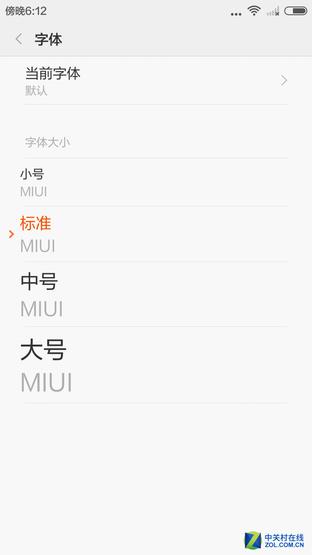 傍晚6:12
字体
当前字体
默认
字体大小
小号
MIUI
标准
MIUI
中号
MIUI
大号
MIUI
中关村在线
ZOL.COM.CN